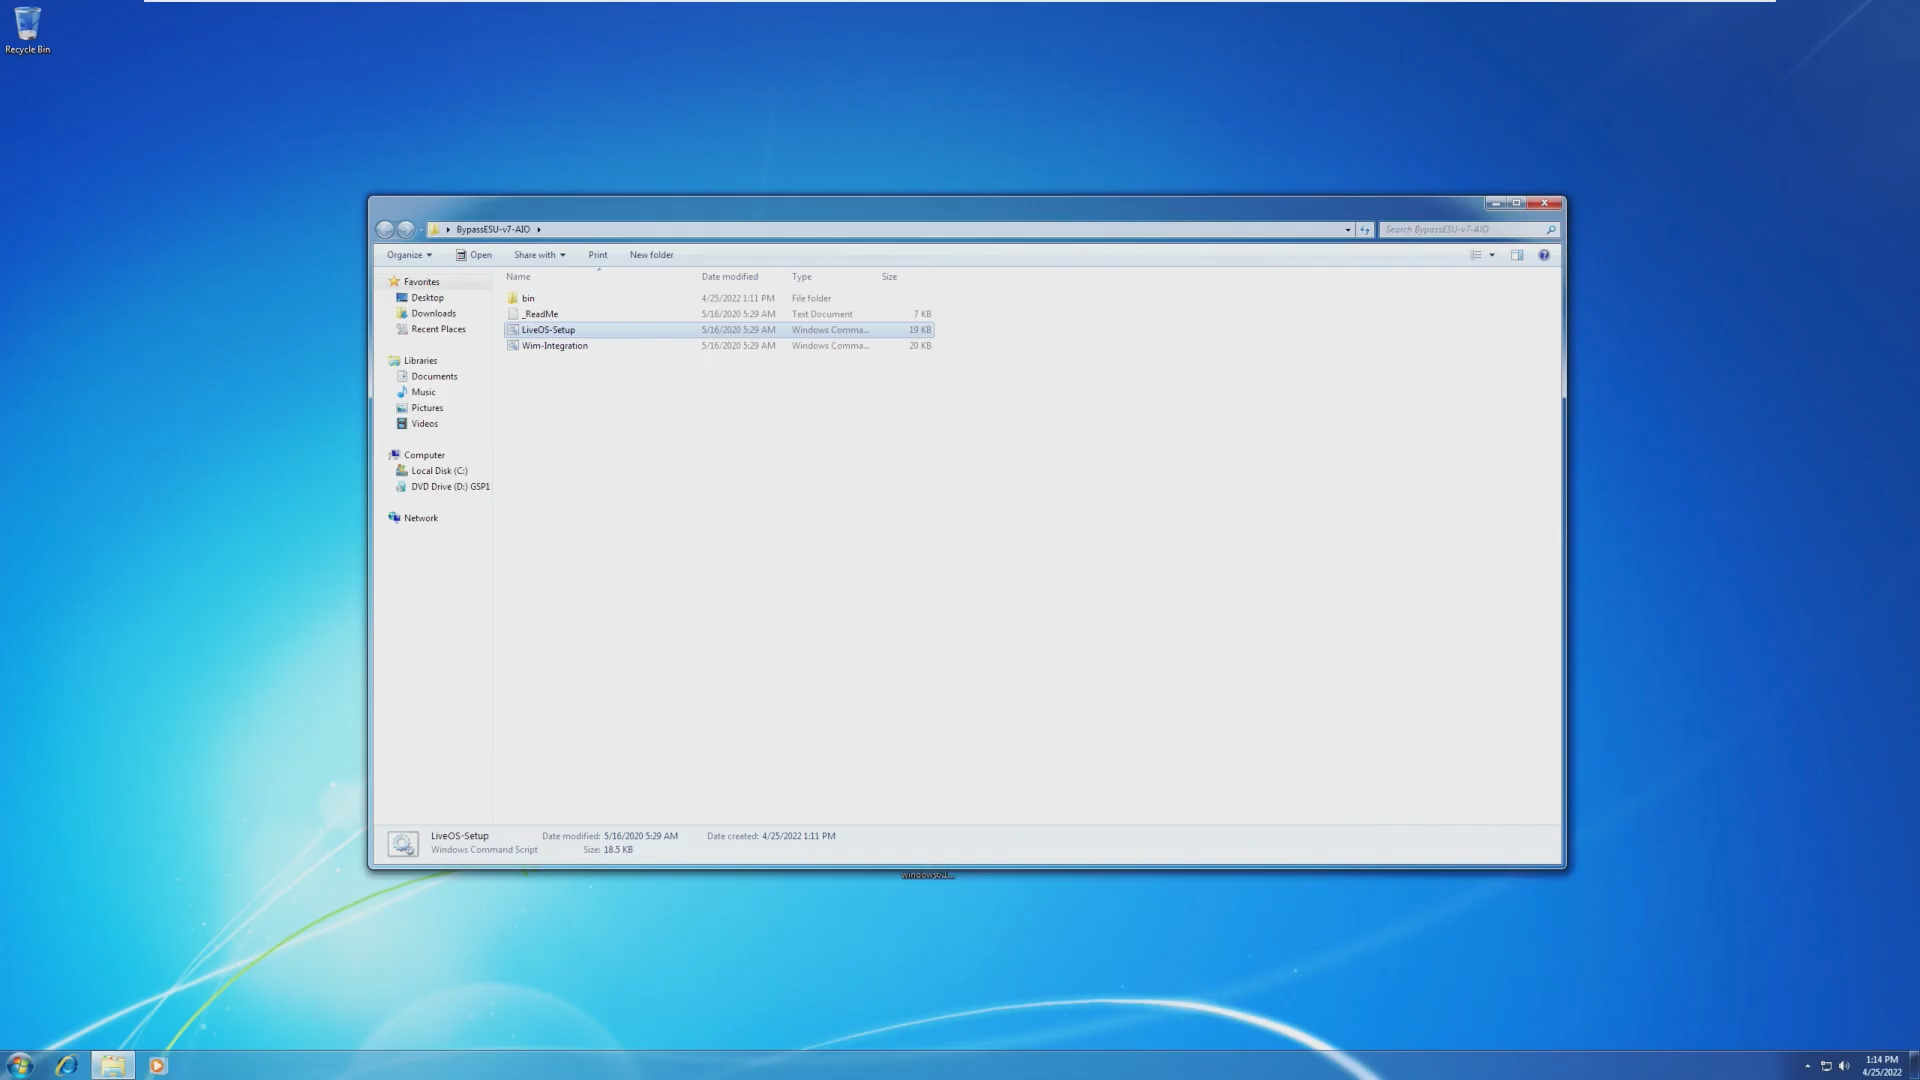 Recycle Bin
BypassESU-v7-AIO
Search BypassESU-v7-AIO
Organize Open Share with Print New folder
Name Date modified Type Size
Favorites
Desktop
Downloads
Recent Places
Libraries
Documents
Music
Pictures
Videos
Computer
Local Disk (C:)
DVD Drive (D:) GSP1
Network
bin 4/25/2022 1:11 PM File folder
_ReadMe 5/16/2020 5:29 AM Text Document 7 KB
LiveOS-Setup 5/16/2020 5:29 AM Windows Comma... 19 KB
Wim-Integration 5/16/2020 5:29 AM Windows Comma... 20 KB
LiveOS-Setup Date modified: 5/16/2020 5:29 AM Date created: 4/25/2022 1:11 PM
Windows Command Script Size: 18.5 KB
windows6.1...
1:14 PM
4/25/2022